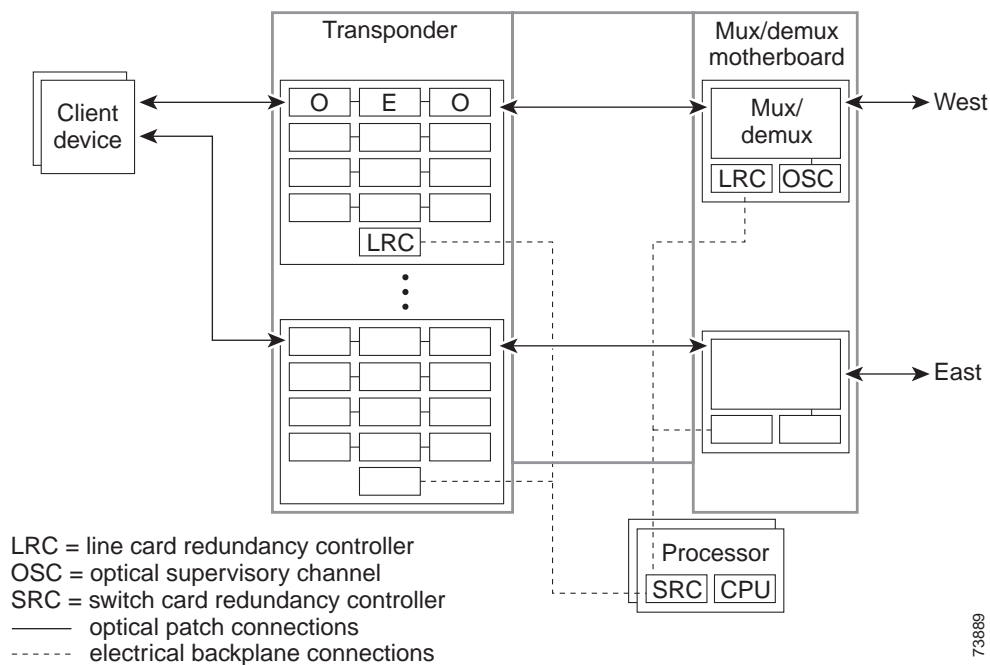 Transponder
Mux/demux
motherboard
Client
device
O E O
Mux/
demux
West
LRC OSC
LRC
East
Processor
SRC CPU
LRC = line card redundancy controller
OSC = optical supervisory channel
SRC = switch card redundancy controller
optical patch connections
electrical backplane connections
73889